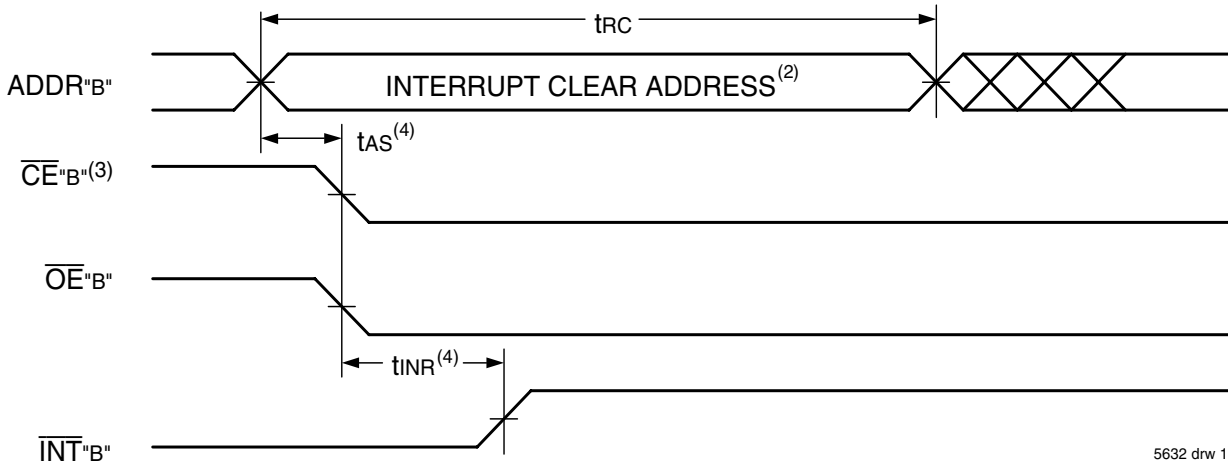 tRC
ADDR"B"
INTERRUPT CLEAR ADDRESS(2)
tAS(4)
CE"B"(3)
OE"B"
tINR(4)
INT"B"
5632 drw 1